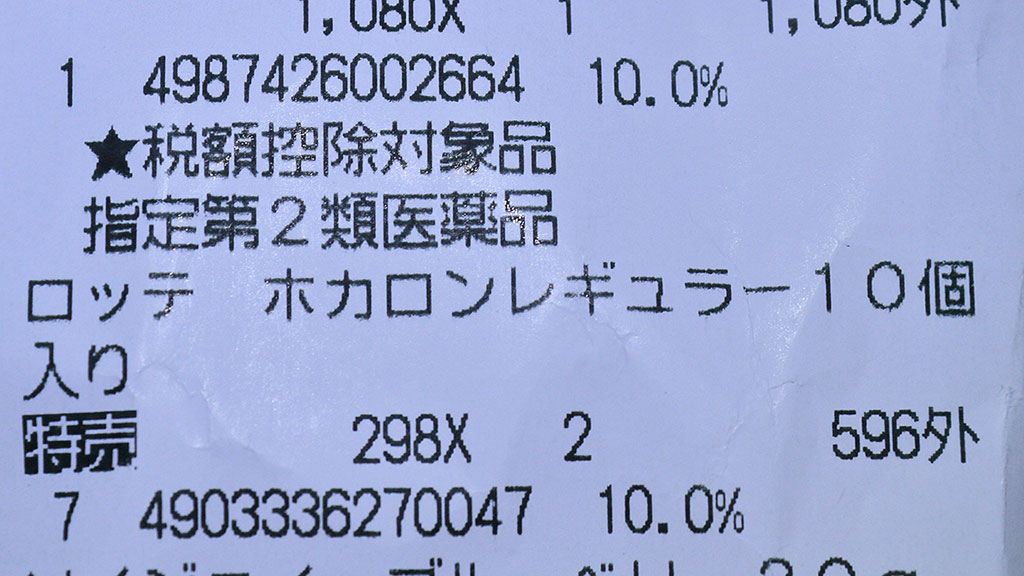 1,080X 1 1,080外
1 4987426002664 10.0%
★税額控除対象品
指定第2類医薬品
ロッテ ホカロンレギュラー10個
入り
特売 298X 2 596外
7 4903336270047 10.0%